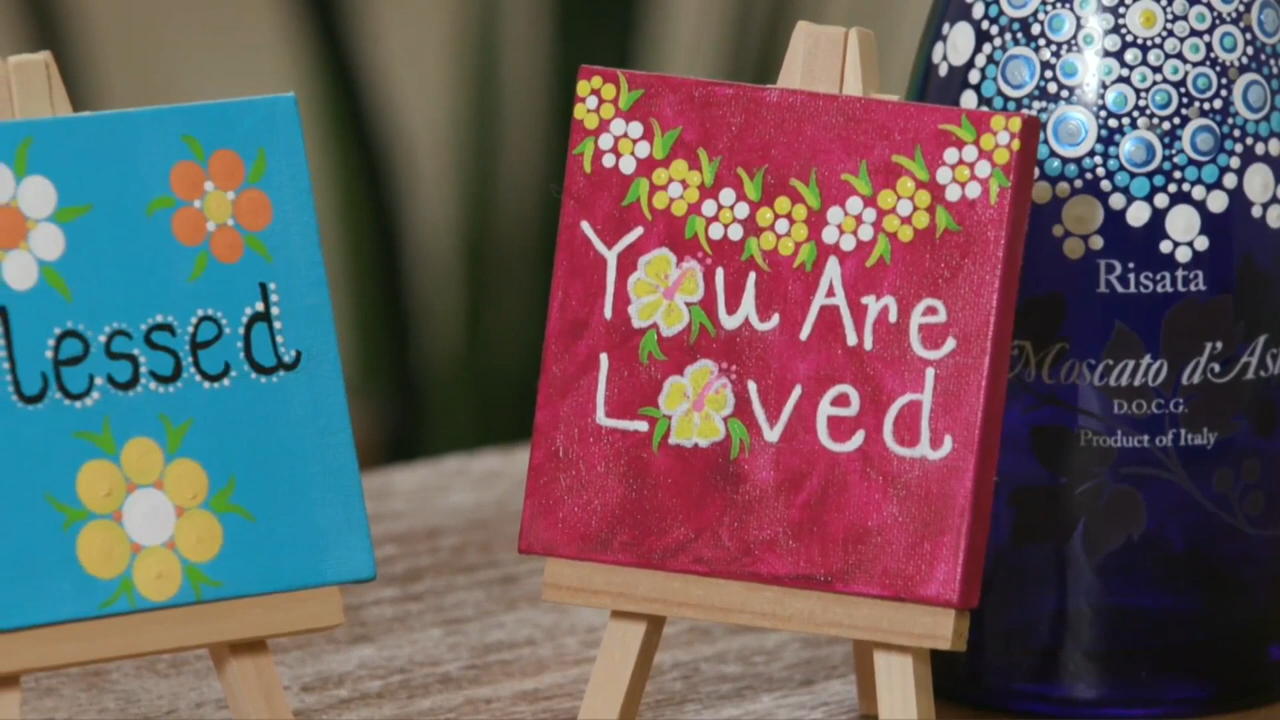 lessed
You Are
Loved
Risata
Moscato d'As
D.O.C.G.
Product of Italy